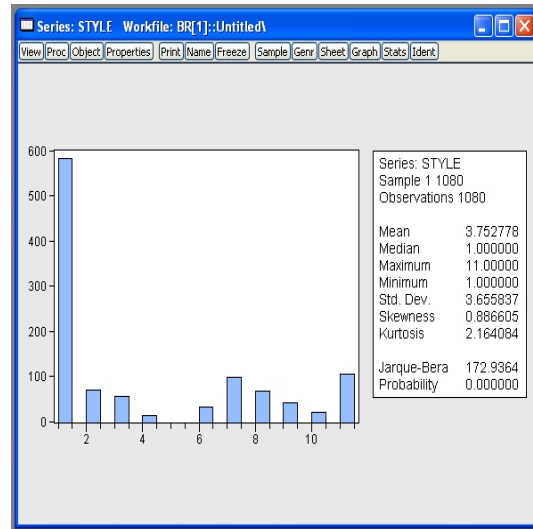 Series: STYLE Workfile: BR[1]::Untitled\
View Proc Object Properties Print Name Freeze Sample Genr Sheet Graph Stats Ident
600
500
400
300
200
100
0
2 4 6 8 10
Series: STYLE
Sample 1 1080
Observations 1080
Mean 3.752778
Median 1.000000
Maximum 11.00000
Minimum 1.000000
Std. Dev. 3.655837
Skewness 0.886605
Kurtosis 2.164084
Jarque-Bera 172.9364
Probability 0.000000